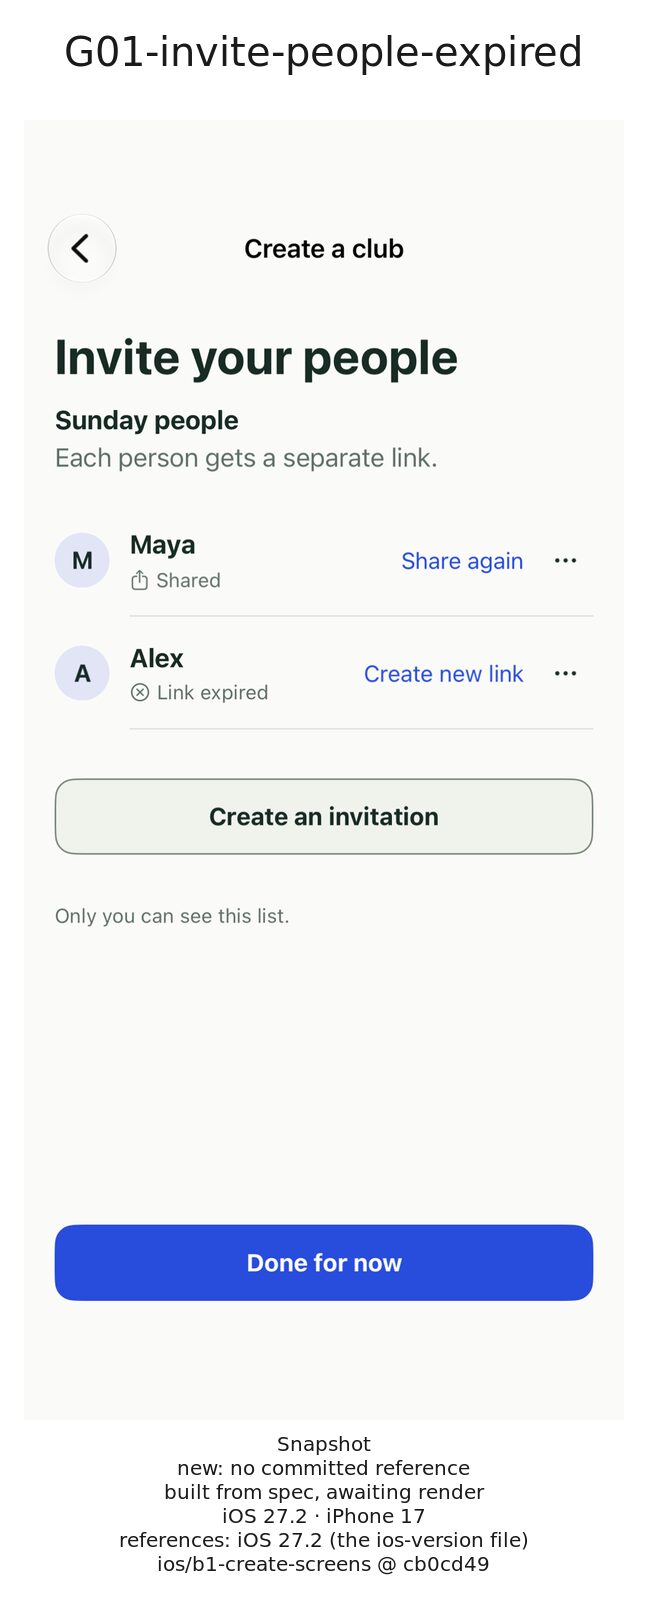 G01-invite-people-expired
Create a club
Invite your people
Sunday people
Each person gets a separate link.
M
Maya
Shared
Share again
A
Alex
Link expired
Create new link
Create an invitation
Only you can see this list.
Done for now
Snapshot
new: no committed reference
built from spec, awaiting render
iOS 27.2 · iPhone 17
references: iOS 27.2 (the ios-version file)
ios/b1-create-screens @ cb0cd49